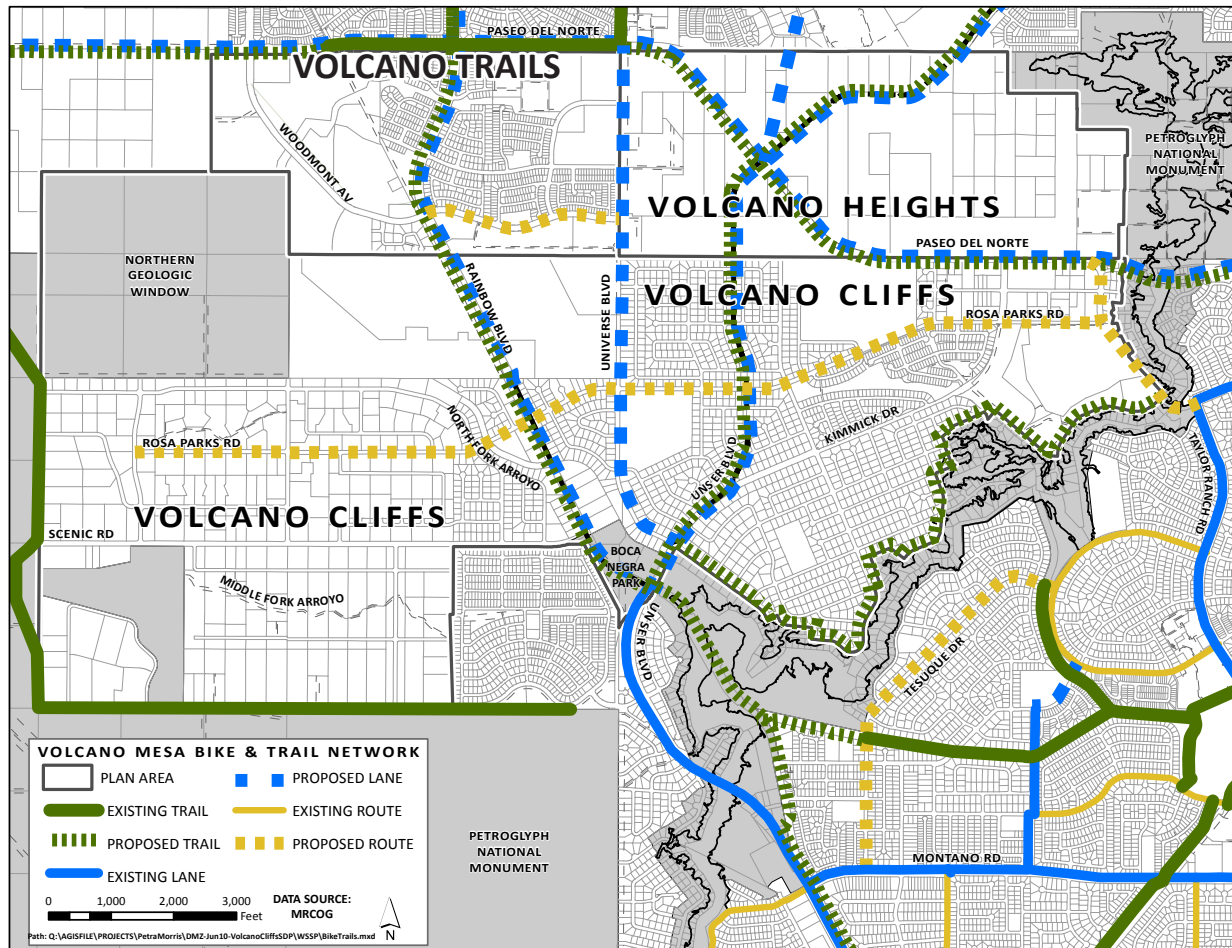 PASEO DEL NORTE
VOLCANO TRAILS
WOODMONT AV
PETROGLYPH
NATIONAL
MONUMENT
VOLCANO HEIGHTS
PASEO DEL NORTE
NORTHERN
GEOLOGIC
WINDOW
RAINBOW BLVD
UNIVERSE BLVD
VOLCANO CLIFFS
ROSA PARKS RD
NORTH FORK ARROYO
KIMMICK DR
ROSA PARKS RD
UNSER BLVD
TAYLOR RANCH RD
VOLCANO CLIFFS
SCENIC RD
BOCA
NEGRA
PARK
MIDDLE FORK ARROYO
UNSER BLVD
TESUQUE DR
VOLCANO MESA BIKE & TRAIL NETWORK
PLAN AREA
PROPOSED LANE
EXISTING TRAIL
EXISTING ROUTE
PROPOSED TRAIL
PROPOSED ROUTE
EXISTING LANE
0 1,000 2,000 3,000
Feet
DATA SOURCE:
MRCOG
N
Path: Q:\AGISFILE\PROJECTS\PetraMorris\DMZ-Jun10-VolcanoCliffsSDP\WSSP\BikeTrails.mxd
PETROGLYPH
NATIONAL
MONUMENT
MONTANO RD